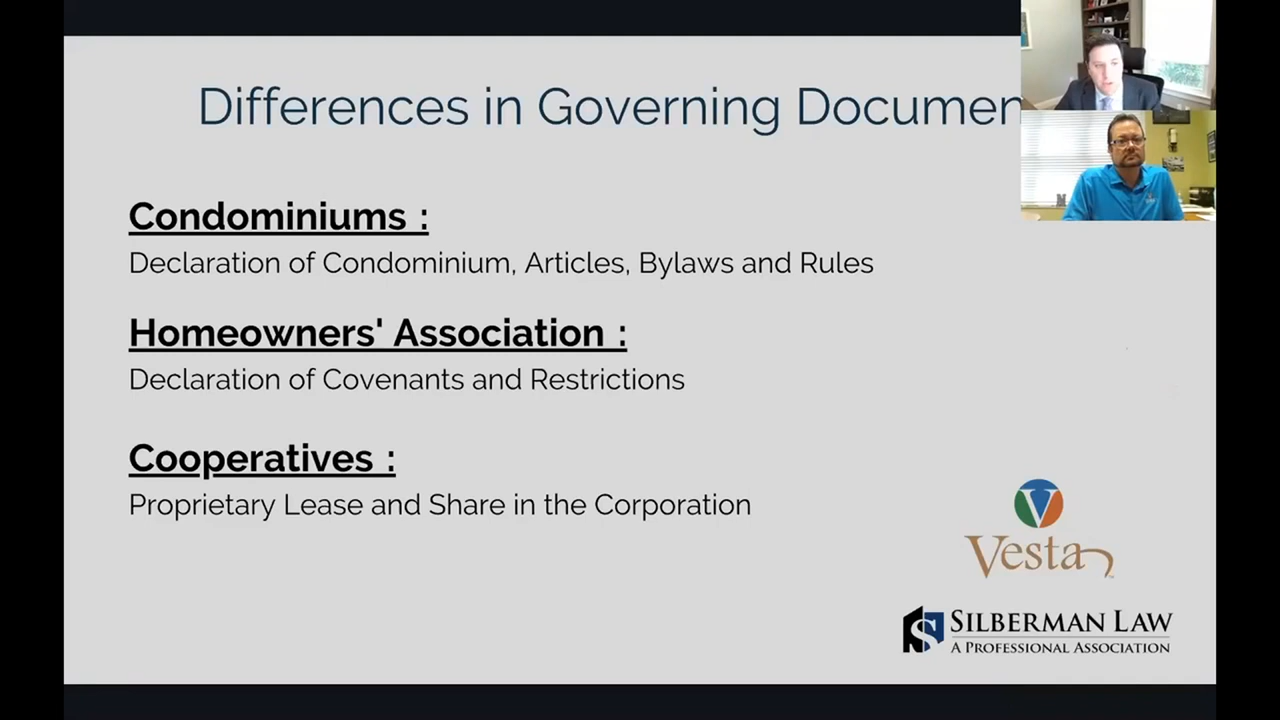 Differences in Governing Documen
Condominiums :
Declaration of Condominium, Articles, Bylaws and Rules
Homeowners' Association :
Declaration of Covenants and Restrictions
Cooperatives :
Proprietary Lease and Share in the Corporation
V
Vesta
S
SILBERMAN LAW
A PROFESSIONAL ASSOCIATION